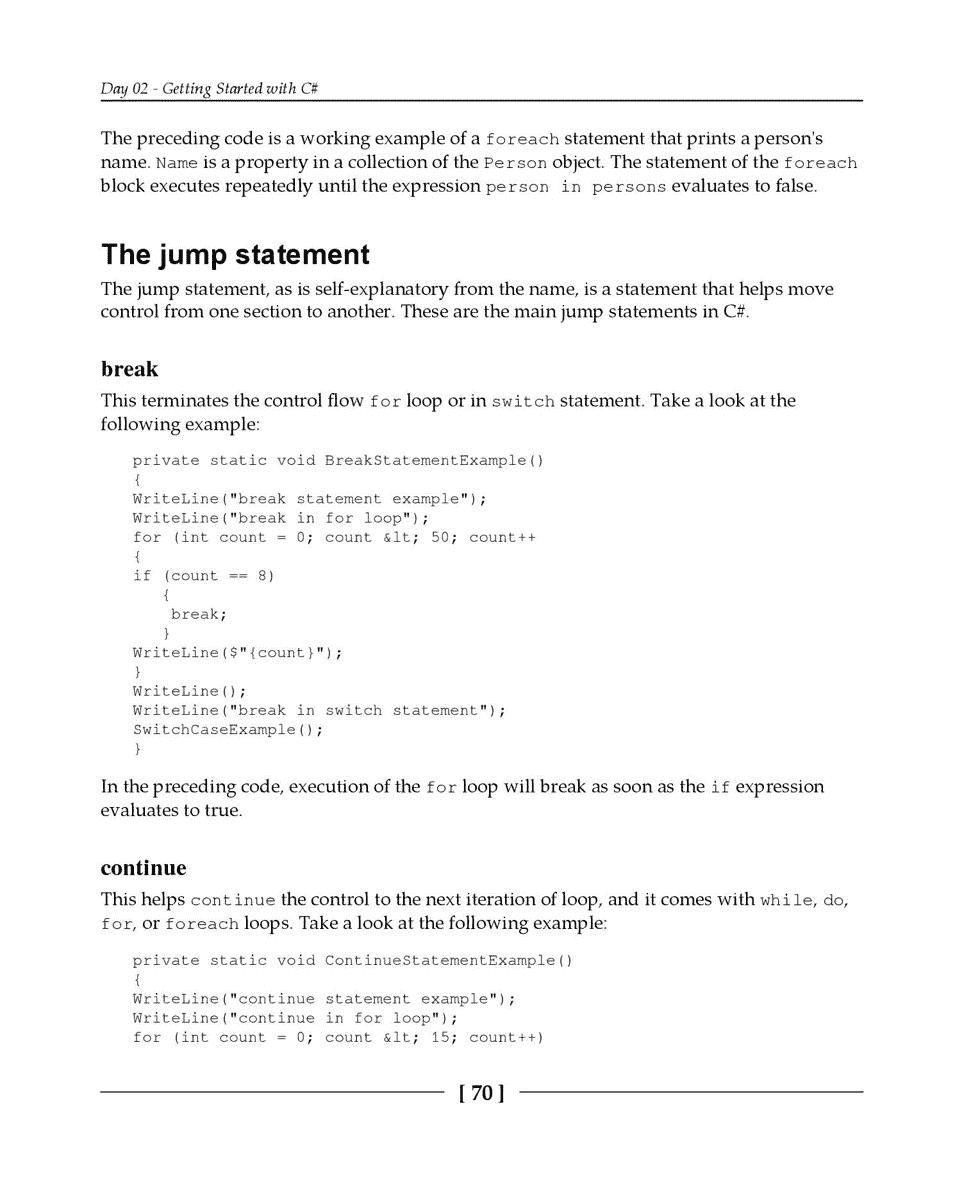 Day 02 - Getting Started with C#
The preceding code is a working example of a foreach statement that prints a person's
name. Name is a property in a collection of the Person object. The statement of the foreach
block executes repeatedly until the expression person in persons evaluates to false.
The jump statement
The jump statement, as is self-explanatory from the name, is a statement that helps move
control from one section to another. These are the main jump statements in C#.
break
This terminates the control flow for loop or in switch statement. Take a look at the
following example:
private static void BreakStatementExample()
{
WriteLine("break statement example");
WriteLine("break in for loop");
for (int count = 0; count &lt; 50; count++
{
if (count == 8)
{
break;
}
WriteLine($"{count}");
}
WriteLine();
WriteLine("break in switch statement");
SwitchCaseExample();
}
In the preceding code, execution of the for loop will break as soon as the if expression
evaluates to true.
continue
This helps continue the control to the next iteration of loop, and it comes with while, do,
for, or foreach loops. Take a look at the following example:
private static void ContinueStatementExample()
{
WriteLine("continue statement example");
WriteLine("continue in for loop");
for (int count = 0; count &lt; 15; count++)
[ 70 ]